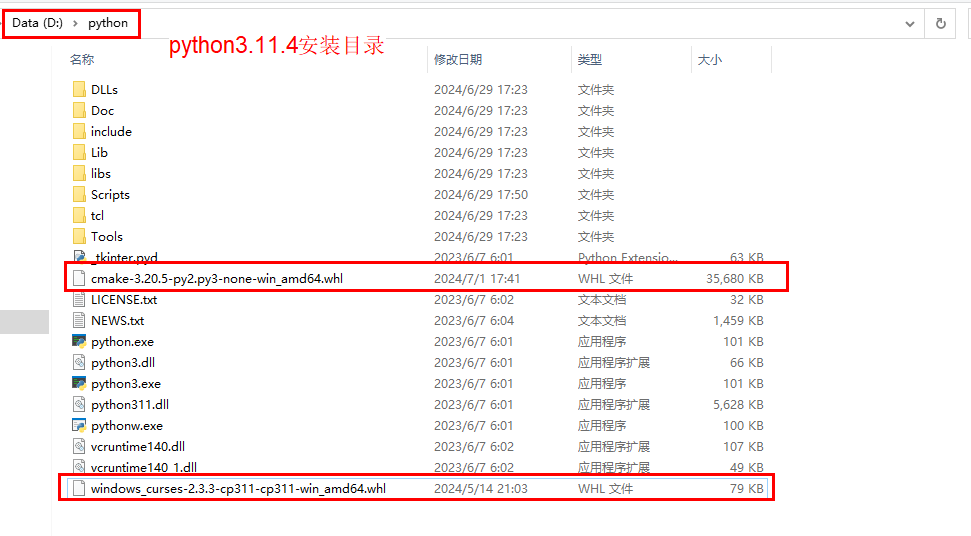 Data (D:) › python
python3.11.4安装目录
名称 修改日期 类型 大小
DLLs 2024/6/29 17:23 文件夹
Doc 2024/6/29 17:23 文件夹
include 2024/6/29 17:23 文件夹
Lib 2024/6/29 17:23 文件夹
libs 2024/6/29 17:23 文件夹
Scripts 2024/6/29 17:50 文件夹
tcl 2024/6/29 17:23 文件夹
Tools 2024/6/29 17:23 文件夹
_tkinter.pyd 2023/6/7 6:01 Python Extensio... 63 KB
cmake-3.20.5-py2.py3-none-win_amd64.whl 2024/7/1 17:41 WHL 文件 35,680 KB
LICENSE.txt 2023/6/7 6:02 文本文档 32 KB
NEWS.txt 2023/6/7 6:04 文本文档 1,459 KB
python.exe 2023/6/7 6:01 应用程序 101 KB
python3.dll 2023/6/7 6:01 应用程序扩展 66 KB
python3.exe 2023/6/7 6:01 应用程序 101 KB
python311.dll 2023/6/7 6:01 应用程序扩展 5,628 KB
pythonw.exe 2023/6/7 6:01 应用程序 100 KB
vcruntime140.dll 2023/6/7 6:02 应用程序扩展 107 KB
vcruntime140_1.dll 2023/6/7 6:02 应用程序扩展 49 KB
windows_curses-2.3.3-cp311-cp311-win_amd64.whl 2024/5/14 21:03 WHL 文件 79 KB